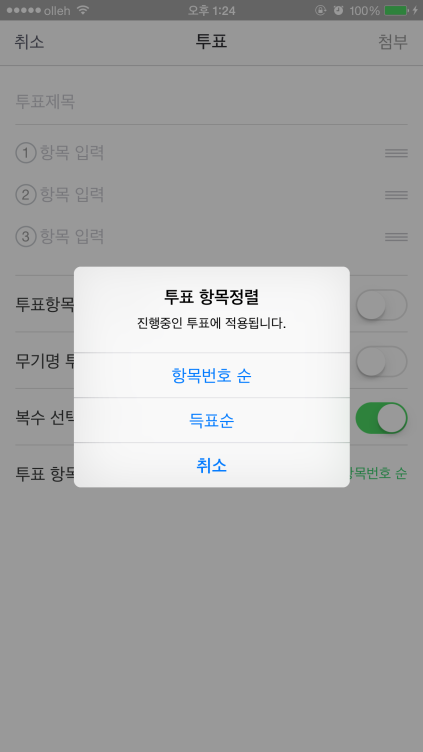 olleh 오후 1:24 100%
취소 투표 첨부
투표제목
1 항목 입력
2 항목 입력
3 항목 입력
투표 항목정렬
진행중인 투표에 적용됩니다.
투표항목
무기명
항목번호 순
복수 선택
득표순
취소
투표 항목
항목번호 순